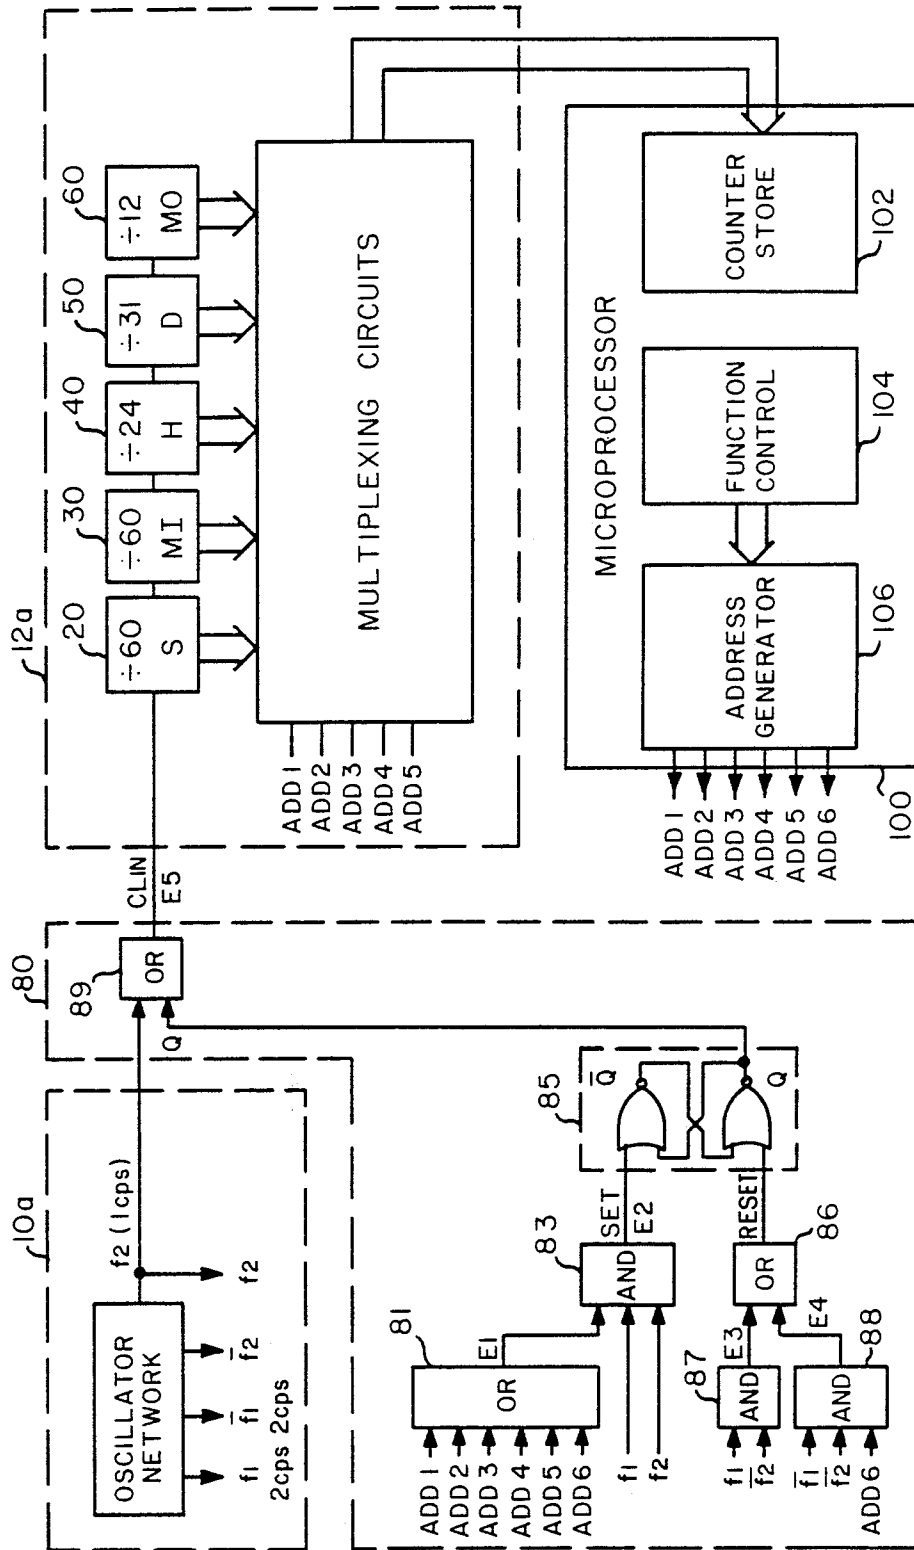 10a
OSCILLATOR
NETWORK
f2 (1cps)
f1
f̅1
f̅2
f2
2cps 2cps
80
89
OR
Q
CLIN
E5
12a
20
÷60
S
30
÷60
MI
40
÷24
H
50
÷31
D
60
÷12
MO
MULTIPLEXING CIRCUITS
ADD1
ADD2
ADD3
ADD4
ADD5
81
OR
E1
ADD1
ADD2
ADD3
ADD4
ADD5
ADD6
f1
f2
83
AND
SET
E2
85
Q̅
Q
RESET
86
OR
E3
E4
87
AND
f1
f̅2
88
AND
f̅1
f̅2
ADD6
MICROPROCESSOR
100
ADD1
ADD2
ADD3
ADD4
ADD5
ADD6
ADDRESS
GENERATOR
106
FUNCTION
CONTROL
104
COUNTER
STORE
102